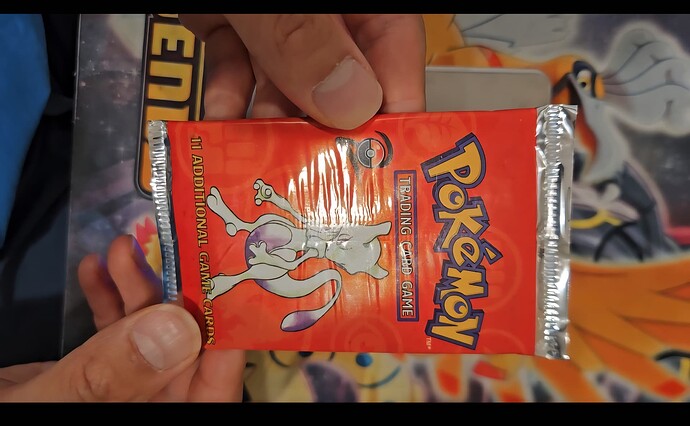 POKéMON
TRADING CARD GAME
11 ADDITIONAL GAME CARDS